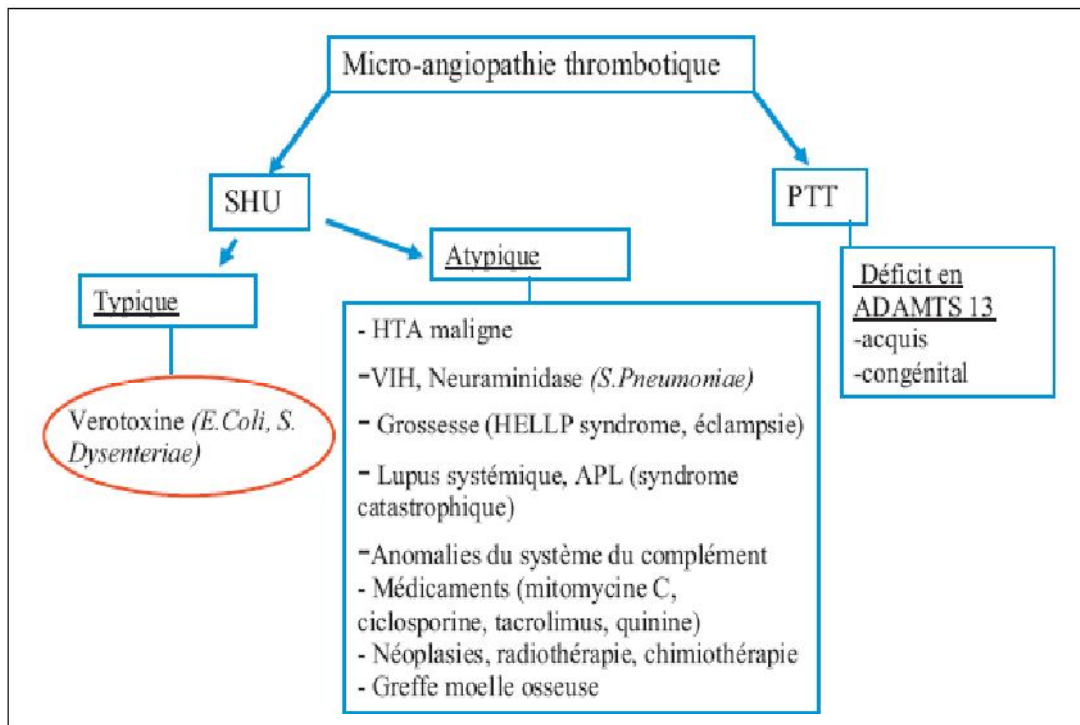 Micro-angiopathie thrombotique
SHU
PTT
Typique
Atypique
Verotoxine (E.Coli, S.
Dysenteriae)
- HTA maligne
-VIH, Neuraminidase (S.Pneumoniae)
- Grossesse (HELLP syndrome, éclampsie)
- Lupus systémique, APL (syndrome
catastrophique)
-Anomalies du système du complément
- Médicaments (mitomycine C,
ciclosporine, tacrolimus, quinine)
- Néoplasies, radiothérapie, chimiothérapie
- Greffe moelle osseuse
Déficit en
ADAMTS 13
-acquis
-congénital